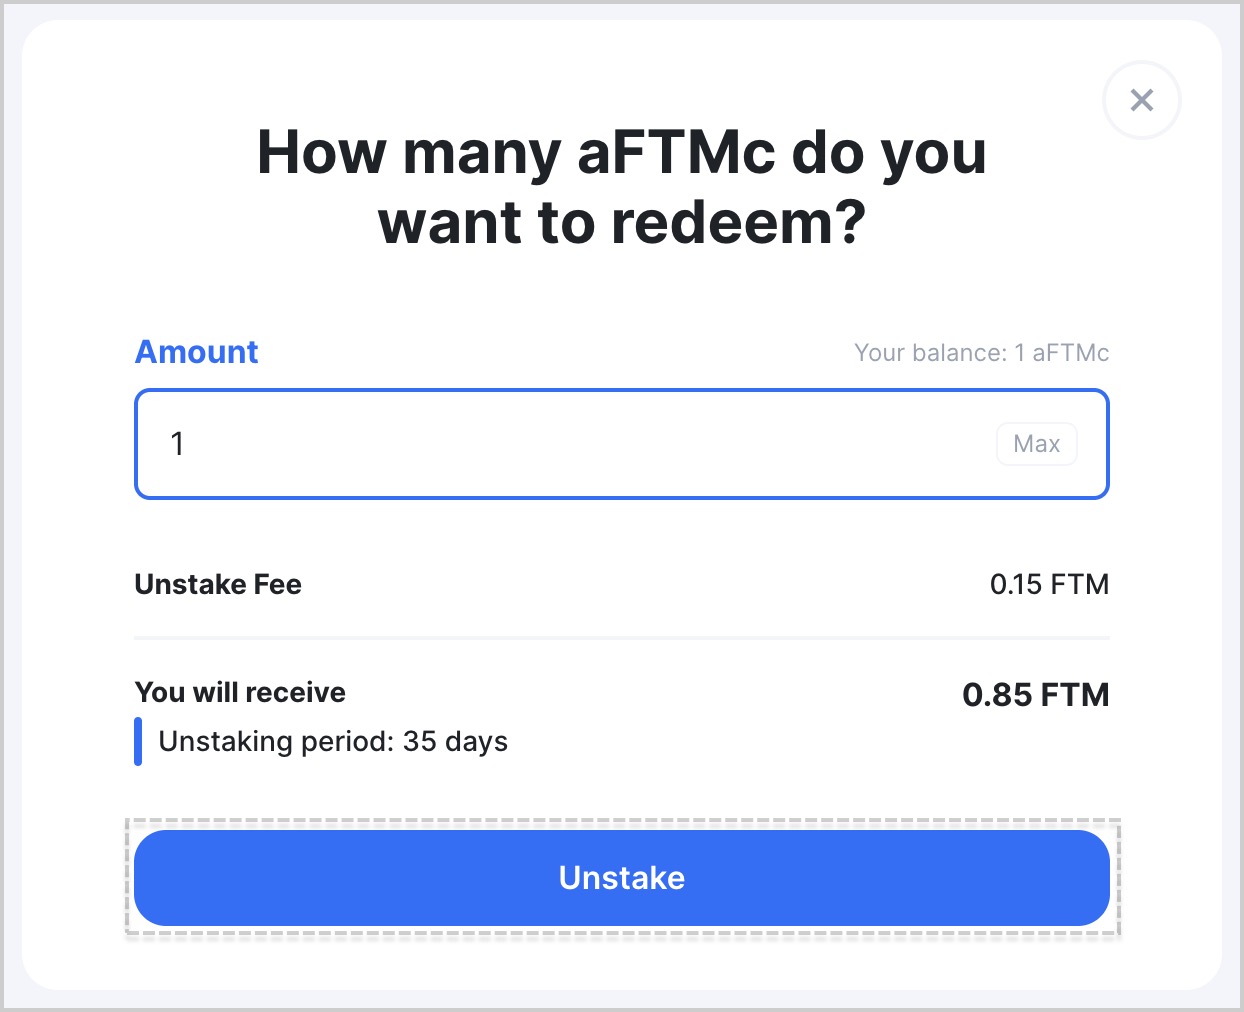 How many aFTMc do you
want to redeem?
Amount
Your balance: 1 aFTMc
1
Max
Unstake Fee
0.15 FTM
You will receive
0.85 FTM
Unstaking period: 35 days
Unstake